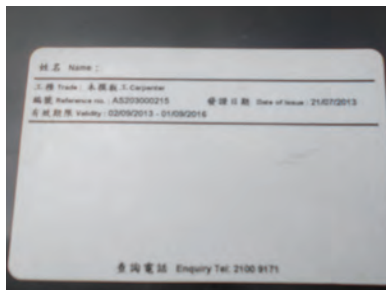 姓名 Name :
工種 Trade : 木模板工 Carpenter
編號 Reference no. : AS203000215 發證日期 Date of Issue : 21/07/2013
有效期限 Validity : 02/09/2013 - 01/09/2016
查詢電話 Enquiry Tel: 2100 9171